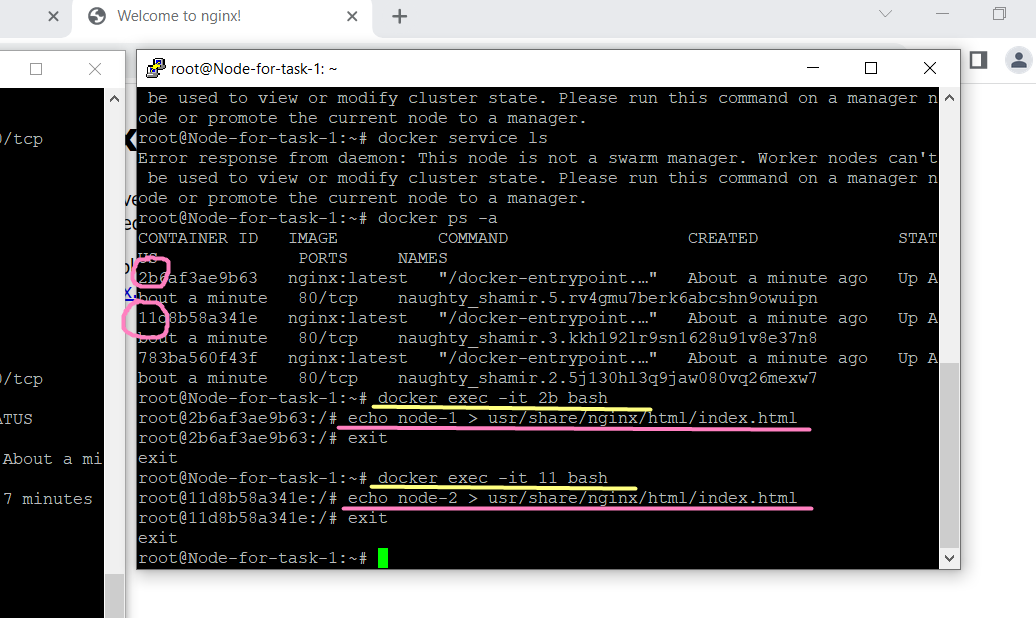 Welcome to nginx!
root@Node-for-task-1: ~
be used to view or modify cluster state. Please run this command on a manager n
ode or promote the current node to a manager.
root@Node-for-task-1:~# docker service ls
Error response from daemon: This node is not a swarm manager. Worker nodes can't
be used to view or modify cluster state. Please run this command on a manager n
ode or promote the current node to a manager.
root@Node-for-task-1:~# docker ps -a
CONTAINER ID IMAGE COMMAND CREATED STAT
US PORTS NAMES
2b6af3ae9b63 nginx:latest "/docker-entrypoint.…" About a minute ago Up A
bout a minute 80/tcp naughty_shamir.5.rv4gmu7berk6abcshn9owuipn
11d8b58a341e nginx:latest "/docker-entrypoint.…" About a minute ago Up A
bout a minute 80/tcp naughty_shamir.3.kkh192lr9sn1628u91v8e37n8
783ba560f43f nginx:latest "/docker-entrypoint.…" About a minute ago Up A
bout a minute 80/tcp naughty_shamir.2.5j130hl3q9jaw080vq26mexw7
root@Node-for-task-1:~# docker exec -it 2b bash
root@2b6af3ae9b63:/# echo node-1 > usr/share/nginx/html/index.html
root@2b6af3ae9b63:/# exit
exit
root@Node-for-task-1:~# docker exec -it 11 bash
root@11d8b58a341e:/# echo node-2 > usr/share/nginx/html/index.html
root@11d8b58a341e:/# exit
exit
root@Node-for-task-1:~#
0/tcp
0/tcp
ATUS
About a mi
7 minutes